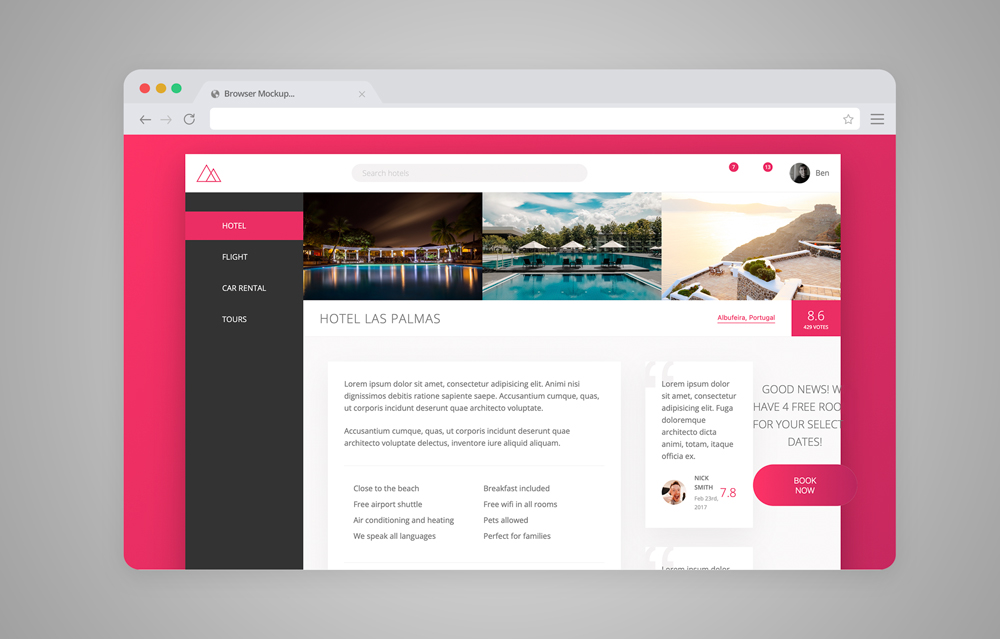 Browser Mockup...
Search hotels
7
13
Ben
HOTEL
FLIGHT
CAR RENTAL
TOURS
HOTEL LAS PALMAS
Albufeira, Portugal
8.6
429 VOTES
Lorem ipsum dolor sit amet, consectetur adipisicing elit. Animi nisi
dignissimos debitis ratione sapiente saepe. Accusantium cumque, quas,
ut corporis incidunt deserunt quae architecto voluptate.
Accusantium cumque, quas, ut corporis incidunt deserunt quae
architecto voluptate delectus, inventore iure aliquid aliquam.
Close to the beach
Free airport shuttle
Air conditioning and heating
We speak all languages
Breakfast included
Free wifi in all rooms
Pets allowed
Perfect for families
“
Lorem ipsum dolor
sit amet, consectetur
adipisicing elit. Fuga
doloremque
architecto dicta
animi, totam, itaque
officia ex.
NICK
SMITH
Feb 23rd,
2017
7.8
“
Lorem ipsum dolor
GOOD NEWS! W
HAVE 4 FREE ROO
FOR YOUR SELECT
DATES!
BOOK
NOW